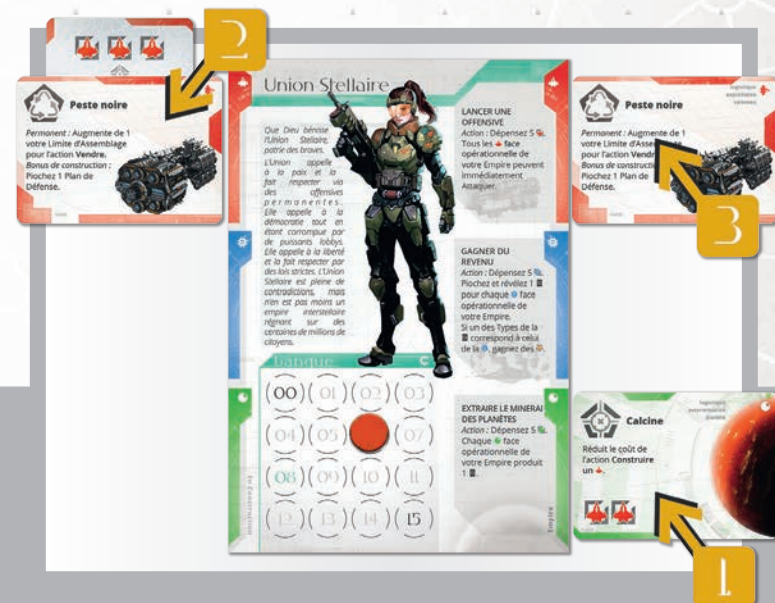 2
Peste noire
Permanent : Augmente de 1
votre Limite d'Assemblage
pour l'action Vendre.
Bonus de construction :
Piochez 1 Plan de
Défense.
Union Stellaire
Que Dieu bénisse
l'Union Stellaire,
patrie des braves.
L'Union appelle
à la paix et la
fait respecter via
des offensives
permanentes.
Elle appelle à la
démocratie tout en
étant corrompue par
de puissants lobbys.
Elle appelle à la liberté
et la fait respecter par
des lois strictes. L'Union
Stellaire est pleine de
contradictions, mais
n'en est pas moins un
empire interstellaire
régnant sur des
centaines de millions de
citoyens.
LANCER UNE
OFFENSIVE
Action : Dépensez 5
Tous les face
opérationnelle de
votre Empire peuvent
immédiatement
Attaquer.
GAGNER DU
REVENU
Action : Dépensez 5
Piochez et révélez 1
pour chaque face
opérationnelle de
votre Empire.
Si un des Types de la
correspond à celui
de la , gagnez des
EXTRAIRE LE MINERAI
DES PLANÈTES
Action : Dépensez 5
Chaque face
opérationnelle de
votre Empire produit
1
Banque C
00 01 02 03
04 05 07
08 09 10 11
12 13 14 15
En Construction
Empire
Peste noire
Permanent : Augmente de 1
votre Limite d'Assemblage
pour l'action Vendre.
Bonus de construction :
Piochez 1 Plan de
Défense.
3
Calcine
Réduit le coût de
l'action Construire
un
1